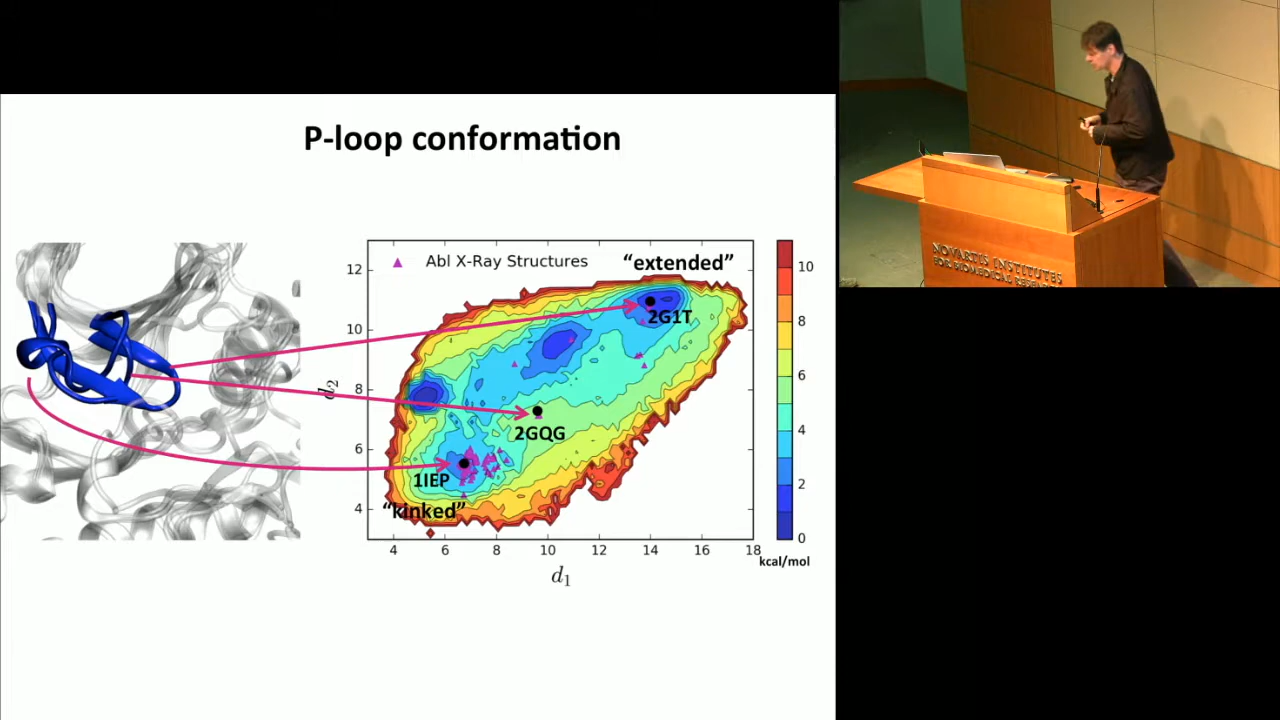 P-loop conformation
Abl X-Ray Structures
"extended"
2G1T
2GQG
1IEP
"kinked"
12
10
8
6
4
d2
4 6 8 10 12 14 16 18
d1
10
8
6
4
2
0
kcal/mol
NOVARTIS INSTITUTES
FOR BIOMEDICAL